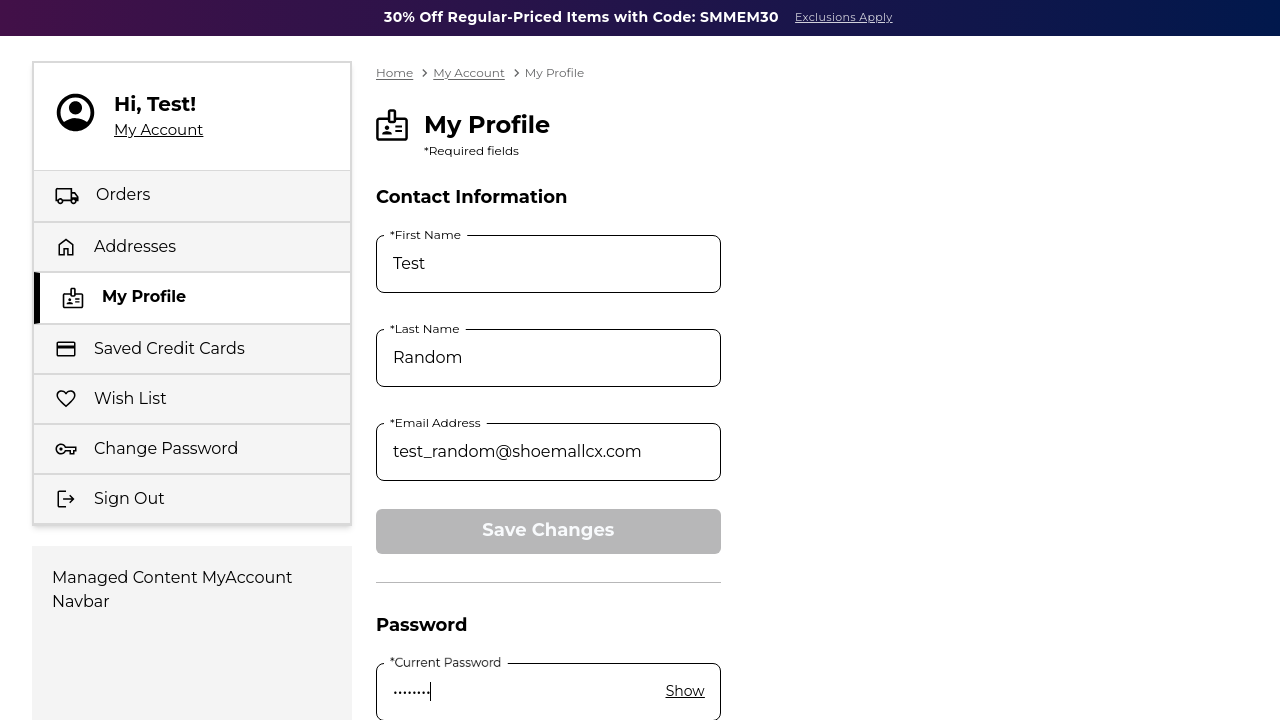 30% Off Regular-Priced Items with Code: SMMEM30 Exclusions Apply
Hi, Test!
My Account
Orders
Addresses
My Profile
Saved Credit Cards
Wish List
Change Password
Sign Out
Managed Content MyAccount
Navbar
Home > My Account > My Profile
My Profile
*Required fields
Contact Information
*First Name
Test
*Last Name
Random
*Email Address
test_random@shoemallcx.com
Save Changes
Password
*Current Password
•••••••• Show